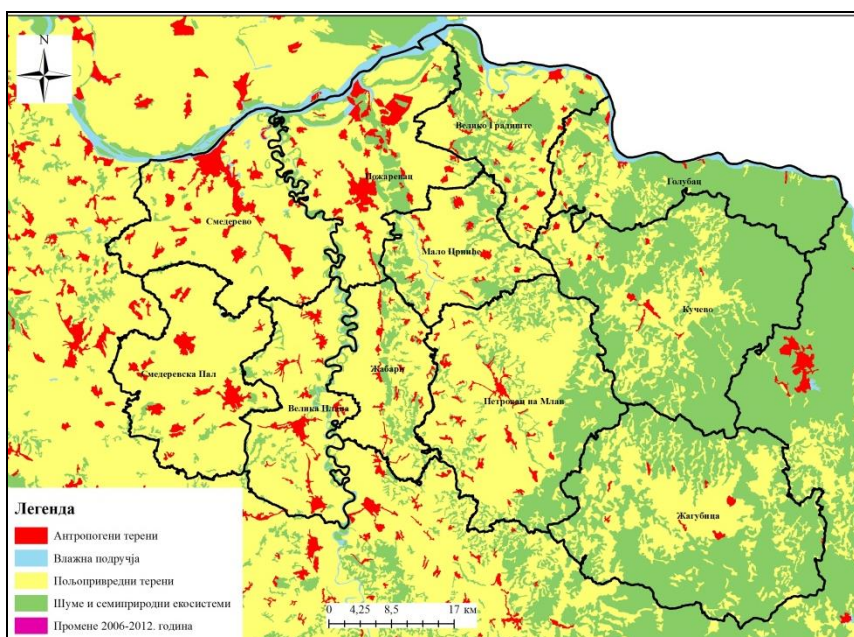 N
Велико Градиште
Голубац
Пожаревац
Смедерево
Мало Црниће
Кучево
Смедеревска Пал
Жабари
Велика Плана
Петровац на Млав
Жагубица
Легенда
Антропогени терени
Влажна подручја
Пољопривредни терени
Шуме и семиприродни екосистеми
Промене 2006-2012. година
0 4,25 8,5 17 км